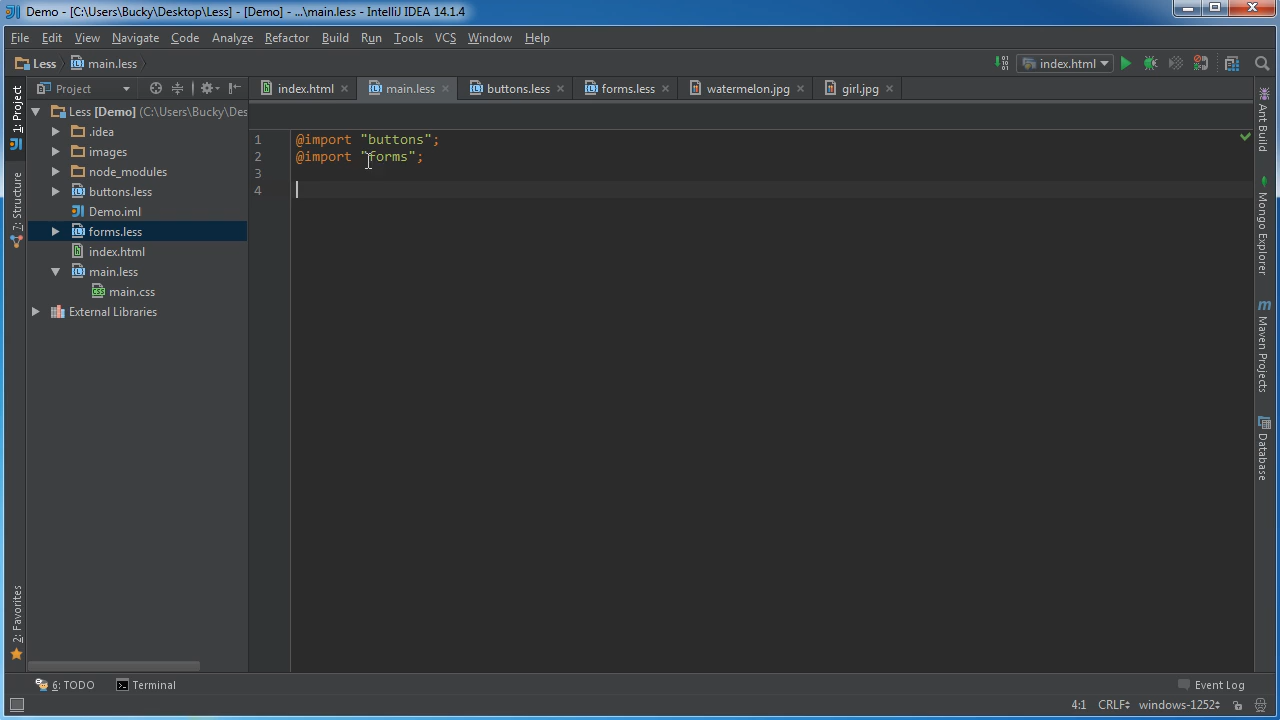 Demo - [C:\Users\Bucky\Desktop\Less] - [Demo] - ...\main.less - IntelliJ IDEA 14.1.4
File Edit View Navigate Code Analyze Refactor Build Run Tools VCS Window Help
Less main.less index.html
Project
index.html main.less buttons.less forms.less watermelon.jpg girl.jpg
1: Project
7: Structure
2: Favorites
Less [Demo] (C:\Users\Bucky\Des
.idea
images
node_modules
buttons.less
Demo.iml
forms.less
index.html
main.less
main.css
External Libraries
1 @import "buttons";
2 @import "forms";
3
4
Ant Build
Mongo Explorer
Maven Projects
Database
6: TODO Terminal Event Log
4:1 CRLF windows-1252